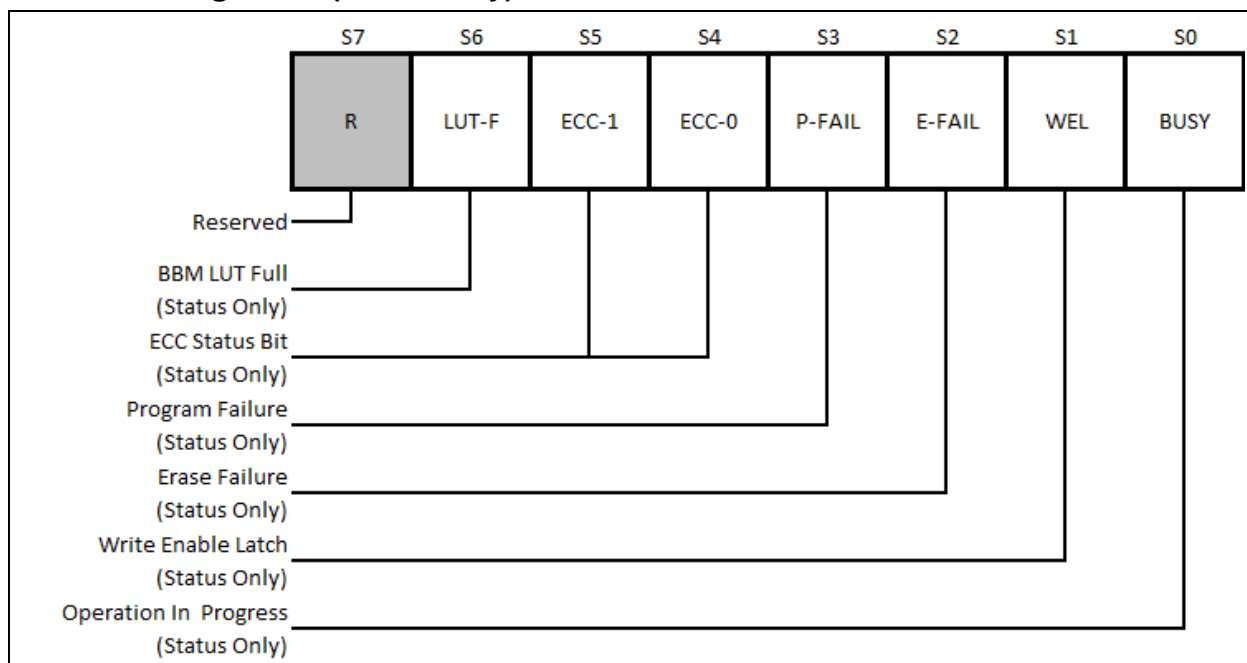 S7 S6 S5 S4 S3 S2 S1 S0
R LUT-F ECC-1 ECC-0 P-FAIL E-FAIL WEL BUSY
Reserved
BBM LUT Full
(Status Only)
ECC Status Bit
(Status Only)
Program Failure
(Status Only)
Erase Failure
(Status Only)
Write Enable Latch
(Status Only)
Operation In Progress
(Status Only)